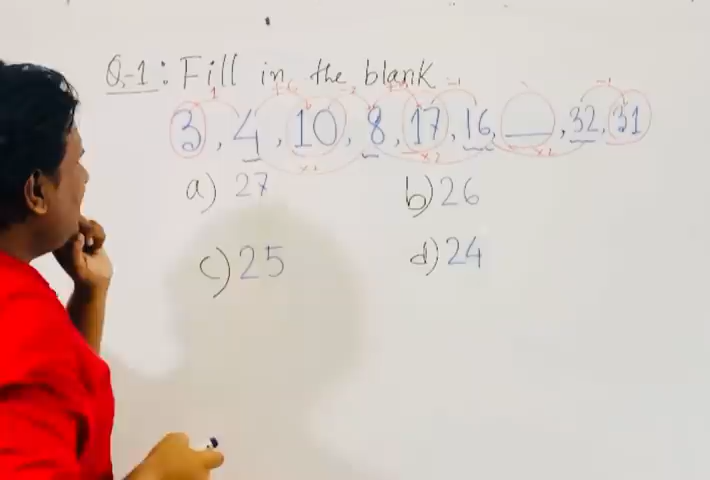 Q-1: Fill in the blank
3, 4, 10, 8, 17, 16, ___, 32, 31
a) 27 b) 26
c) 25 d) 24